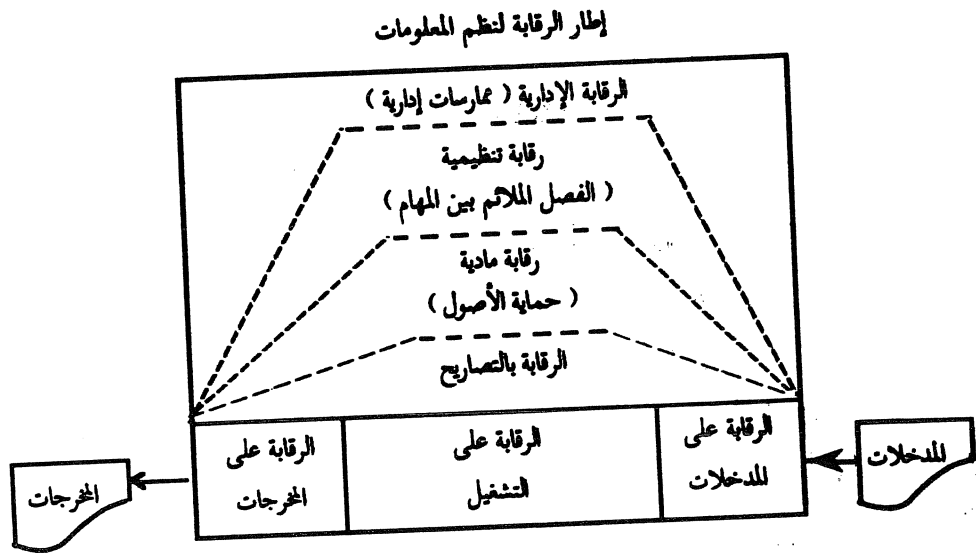 إطار الرقابة لنظم المعلومات
الرقابة الإدارية ( ممارسات إدارية )
رقابة تنظيمية
( الفصل الملائم بين المهام )
رقابة مادية
( حماية الأصول )
الرقابة بالتصاريح
المدخلات
الرقابة على
المدخلات
الرقابة على
التشغيل
الرقابة على
المخرجات
المخرجات